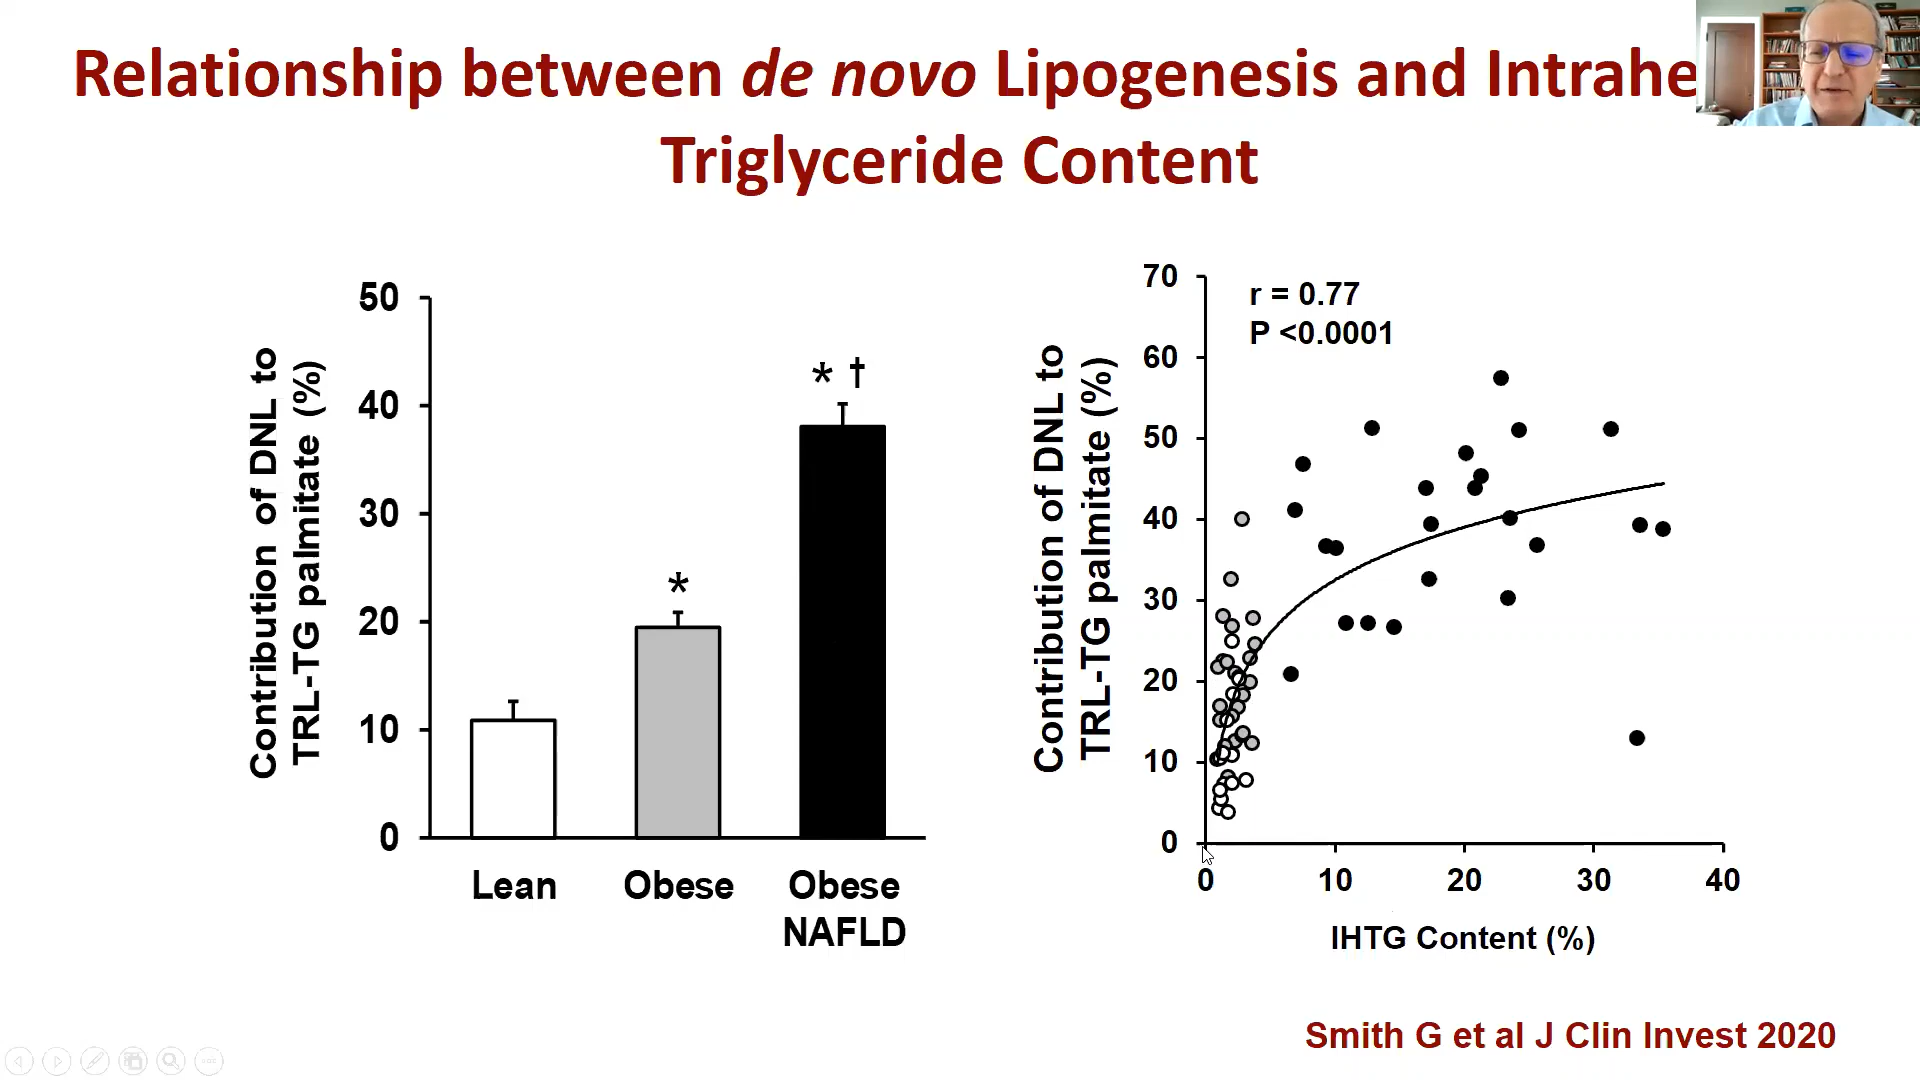 Relationship between de novo Lipogenesis and Intrahe
Triglyceride Content
Contribution of DNL to
TRL-TG palmitate (%)
50
40
30
20
10
0
* †
*
Lean
Obese
Obese
NAFLD
Contribution of DNL to
TRL-TG palmitate (%)
70
60
50
40
30
20
10
0
r = 0.77
P <0.0001
0 10 20 30 40
IHTG Content (%)
Smith G et al J Clin Invest 2020